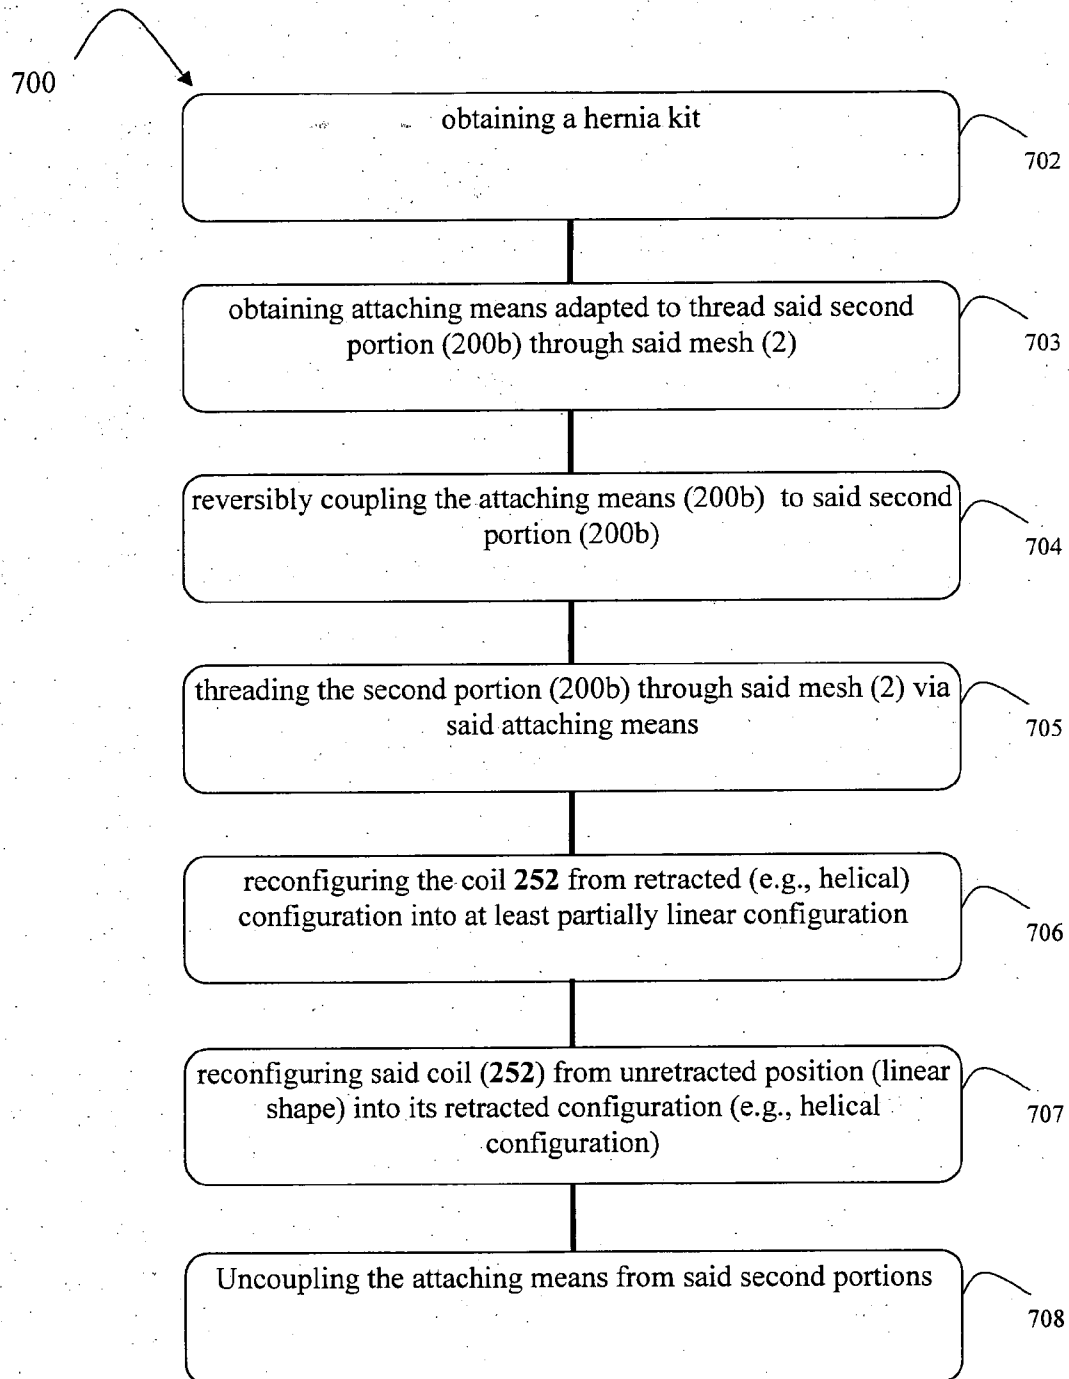 700
obtaining a hernia kit
702
obtaining attaching means adapted to thread said second
portion (200b) through said mesh (2)
703
reversibly coupling the attaching means (200b) to said second
portion (200b)
704
threading the second portion (200b) through said mesh (2) via
said attaching means
705
reconfiguring the coil 252 from retracted (e.g., helical)
configuration into at least partially linear configuration
706
reconfiguring said coil (252) from unretracted position (linear
shape) into its retracted configuration (e.g., helical
configuration)
707
Uncoupling the attaching means from said second portions
708